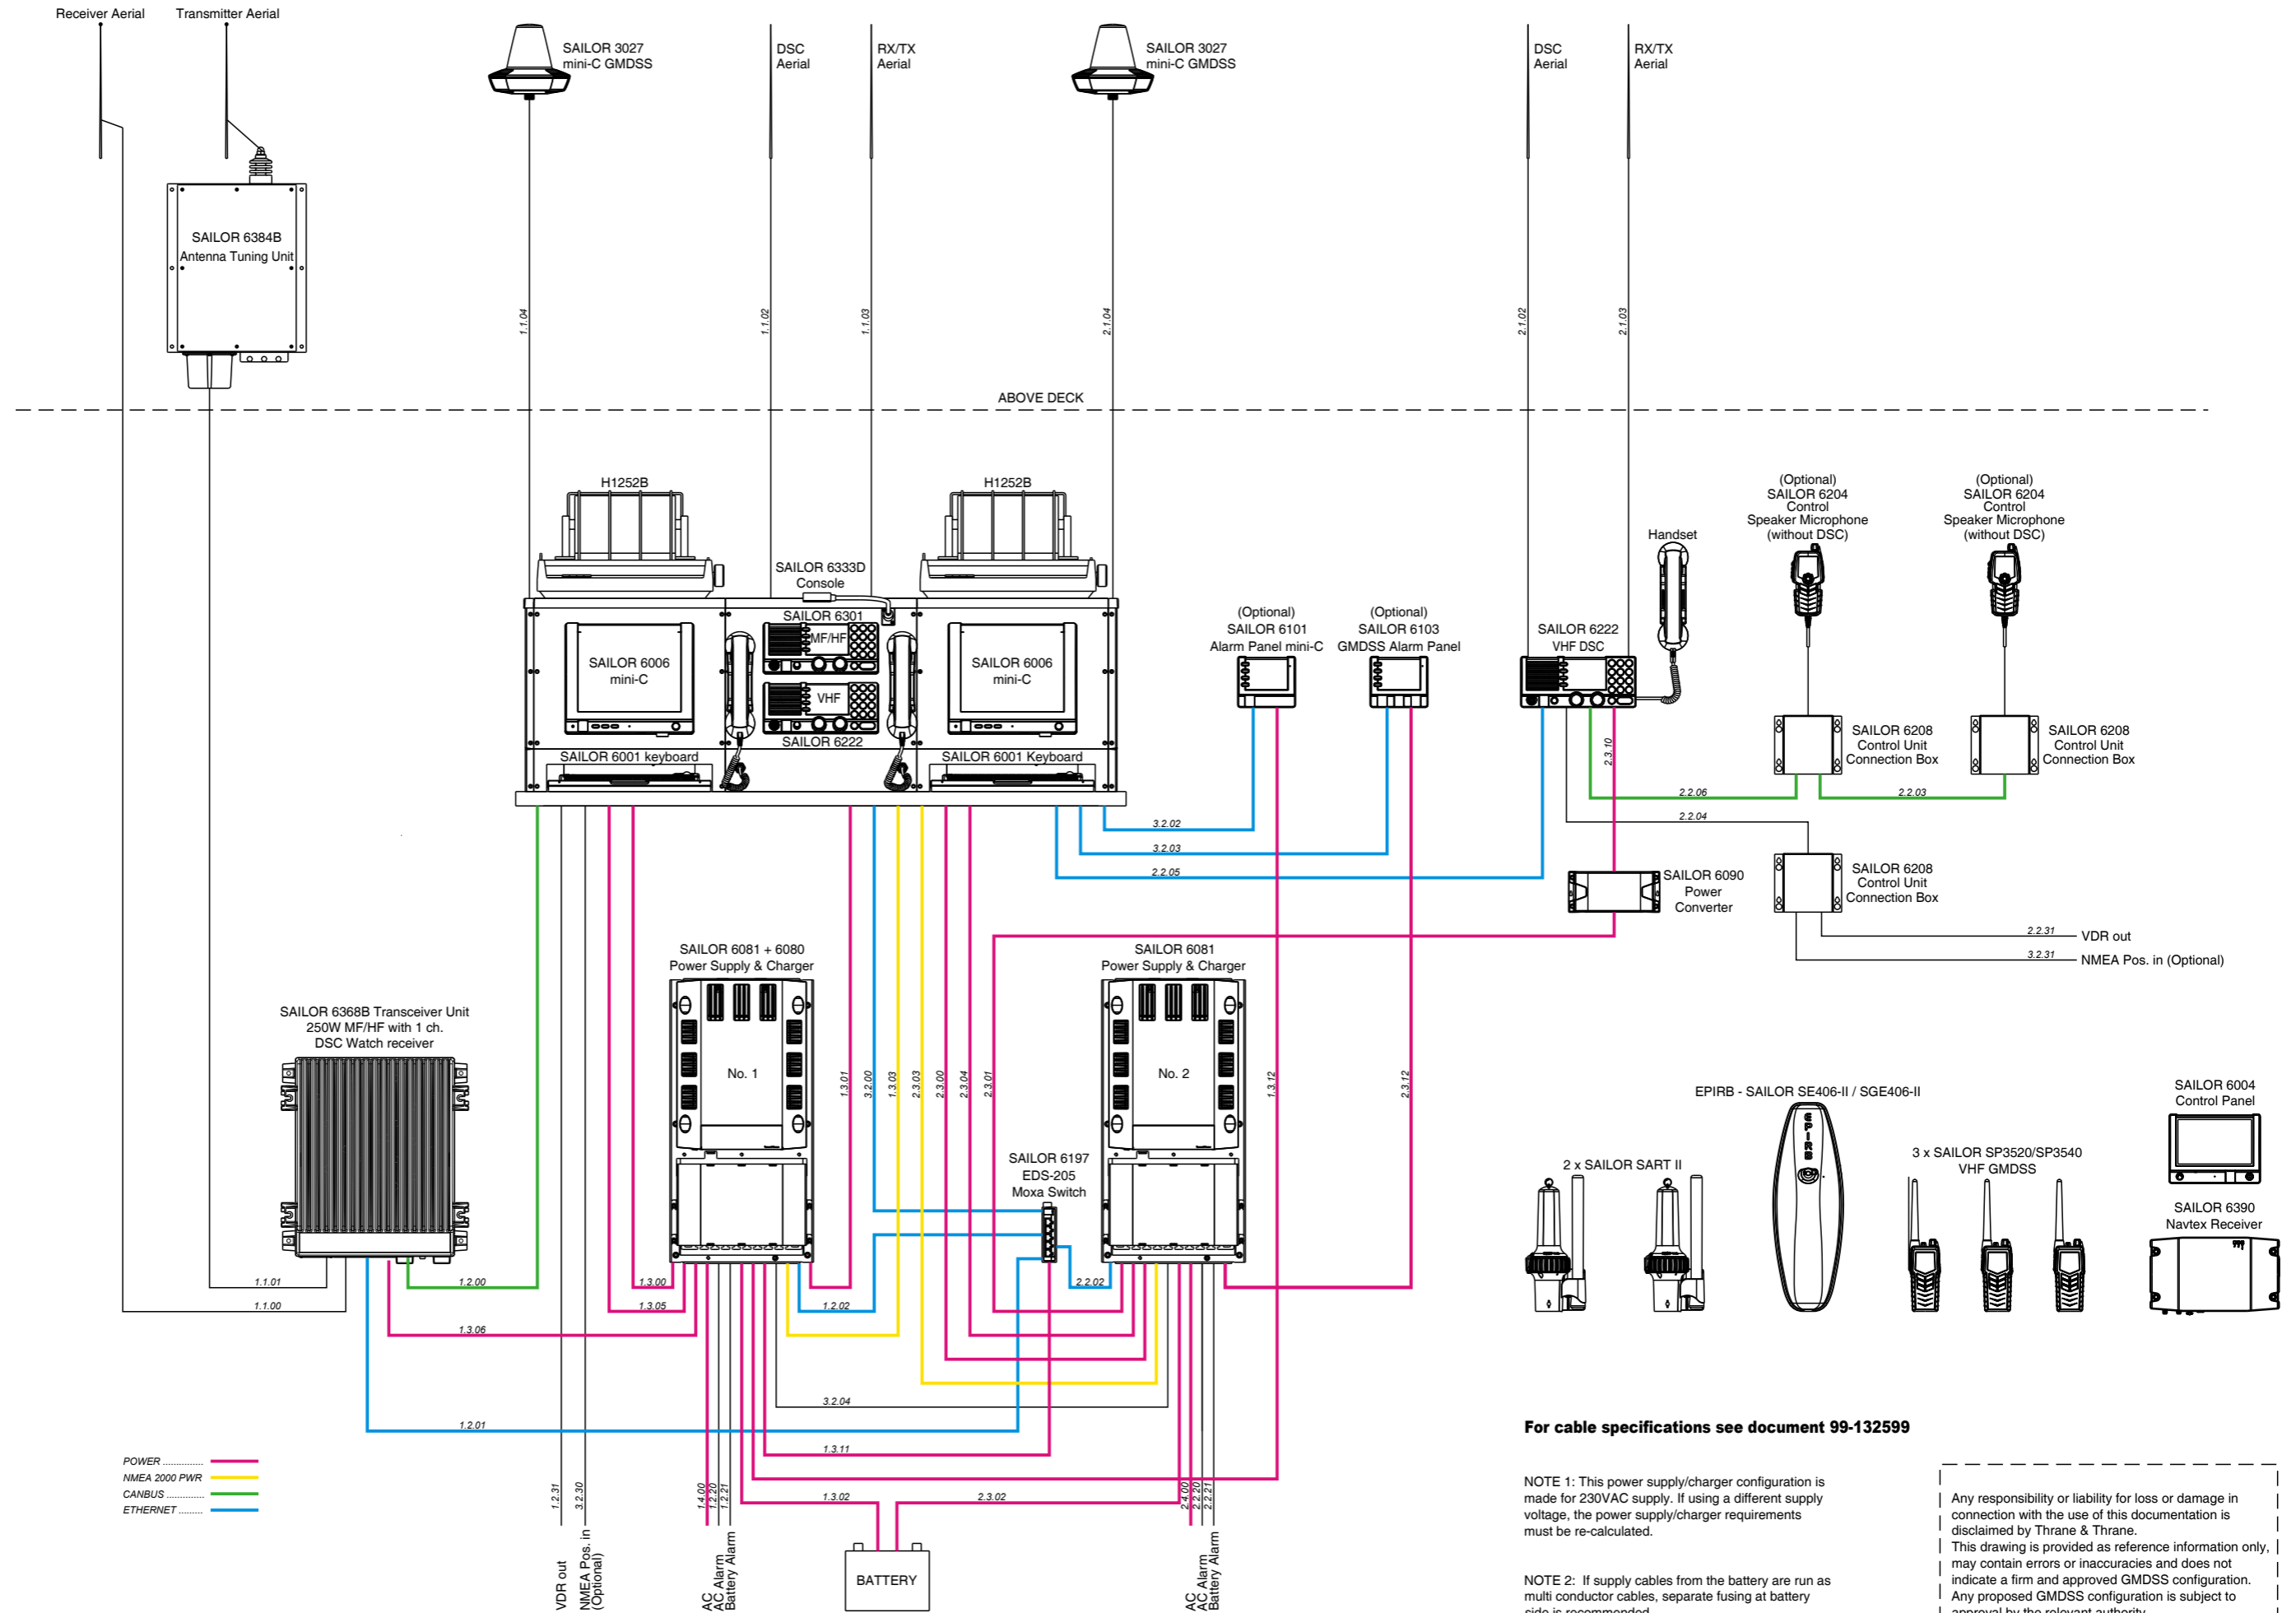 Receiver Aerial
Transmitter Aerial
SAILOR 3027
mini-C GMDSS
DSC
Aerial
RX/TX
Aerial
SAILOR 3027
mini-C GMDSS
DSC
Aerial
RX/TX
Aerial
SAILOR 6384B
Antenna Tuning Unit
1.1.04
1.1.02
1.1.03
2.1.04
2.1.02
2.1.03
ABOVE DECK
H1252B
H1252B
SAILOR 6333D
Console
SAILOR 6301
MF/HF
VHF
SAILOR 6222
SAILOR 6006
mini-C
SAILOR 6006
mini-C
SAILOR 6001 keyboard
SAILOR 6001 Keyboard
(Optional)
SAILOR 6101
Alarm Panel mini-C
(Optional)
SAILOR 6103
GMDSS Alarm Panel
SAILOR 6222
VHF DSC
Handset
(Optional)
SAILOR 6204
Control
Speaker Microphone
(without DSC)
(Optional)
SAILOR 6204
Control
Speaker Microphone
(without DSC)
SAILOR 6208
Control Unit
Connection Box
SAILOR 6208
Control Unit
Connection Box
2.3.10
2.2.06
2.2.03
2.2.04
3.2.02
3.2.03
2.2.05
SAILOR 6090
Power
Converter
SAILOR 6208
Control Unit
Connection Box
2.2.31
VDR out
3.2.31
NMEA Pos. in (Optional)
SAILOR 6081 + 6080
Power Supply & Charger
No. 1
SAILOR 6081
Power Supply & Charger
No. 2
SAILOR 6368B Transceiver Unit
250W MF/HF with 1 ch.
DSC Watch receiver
1.3.01
3.2.00
1.3.03
2.3.03
2.3.00
2.3.04
2.3.01
1.3.12
2.3.12
SAILOR 6197
EDS-205
Moxa Switch
EPIRB - SAILOR SE406-II / SGE406-II
EPIRB
2 x SAILOR SART II
3 x SAILOR SP3520/SP3540
VHF GMDSS
SAILOR 6004
Control Panel
SAILOR 6390
Navtex Receiver
1.1.01
1.1.00
1.2.00
1.3.00
1.3.05
1.3.06
1.2.02
2.2.02
3.2.04
1.2.01
1.3.11
1.3.02
2.3.02
POWER ...............
NMEA 2000 PWR
CANBUS .............
ETHERNET .........
1.2.31
3.2.30
1.4.00
1.2.20
1.2.21
2.4.00
2.2.20
2.2.21
VDR out
NMEA Pos. in
(Optional)
AC
AC Alarm
Battery Alarm
BATTERY
AC
AC Alarm
Battery Alarm
For cable specifications see document 99-132599
NOTE 1: This power supply/charger configuration is
made for 230VAC supply. If using a different supply
voltage, the power supply/charger requirements
must be re-calculated.
NOTE 2: If supply cables from the battery are run as
multi conductor cables, separate fusing at battery
side is recommended
Any responsibility or liability for loss or damage in
connection with the use of this documentation is
disclaimed by Thrane & Thrane.
This drawing is provided as reference information only,
may contain errors or inaccuracies and does not
indicate a firm and approved GMDSS configuration.
Any proposed GMDSS configuration is subject to
approval by the relevant authority